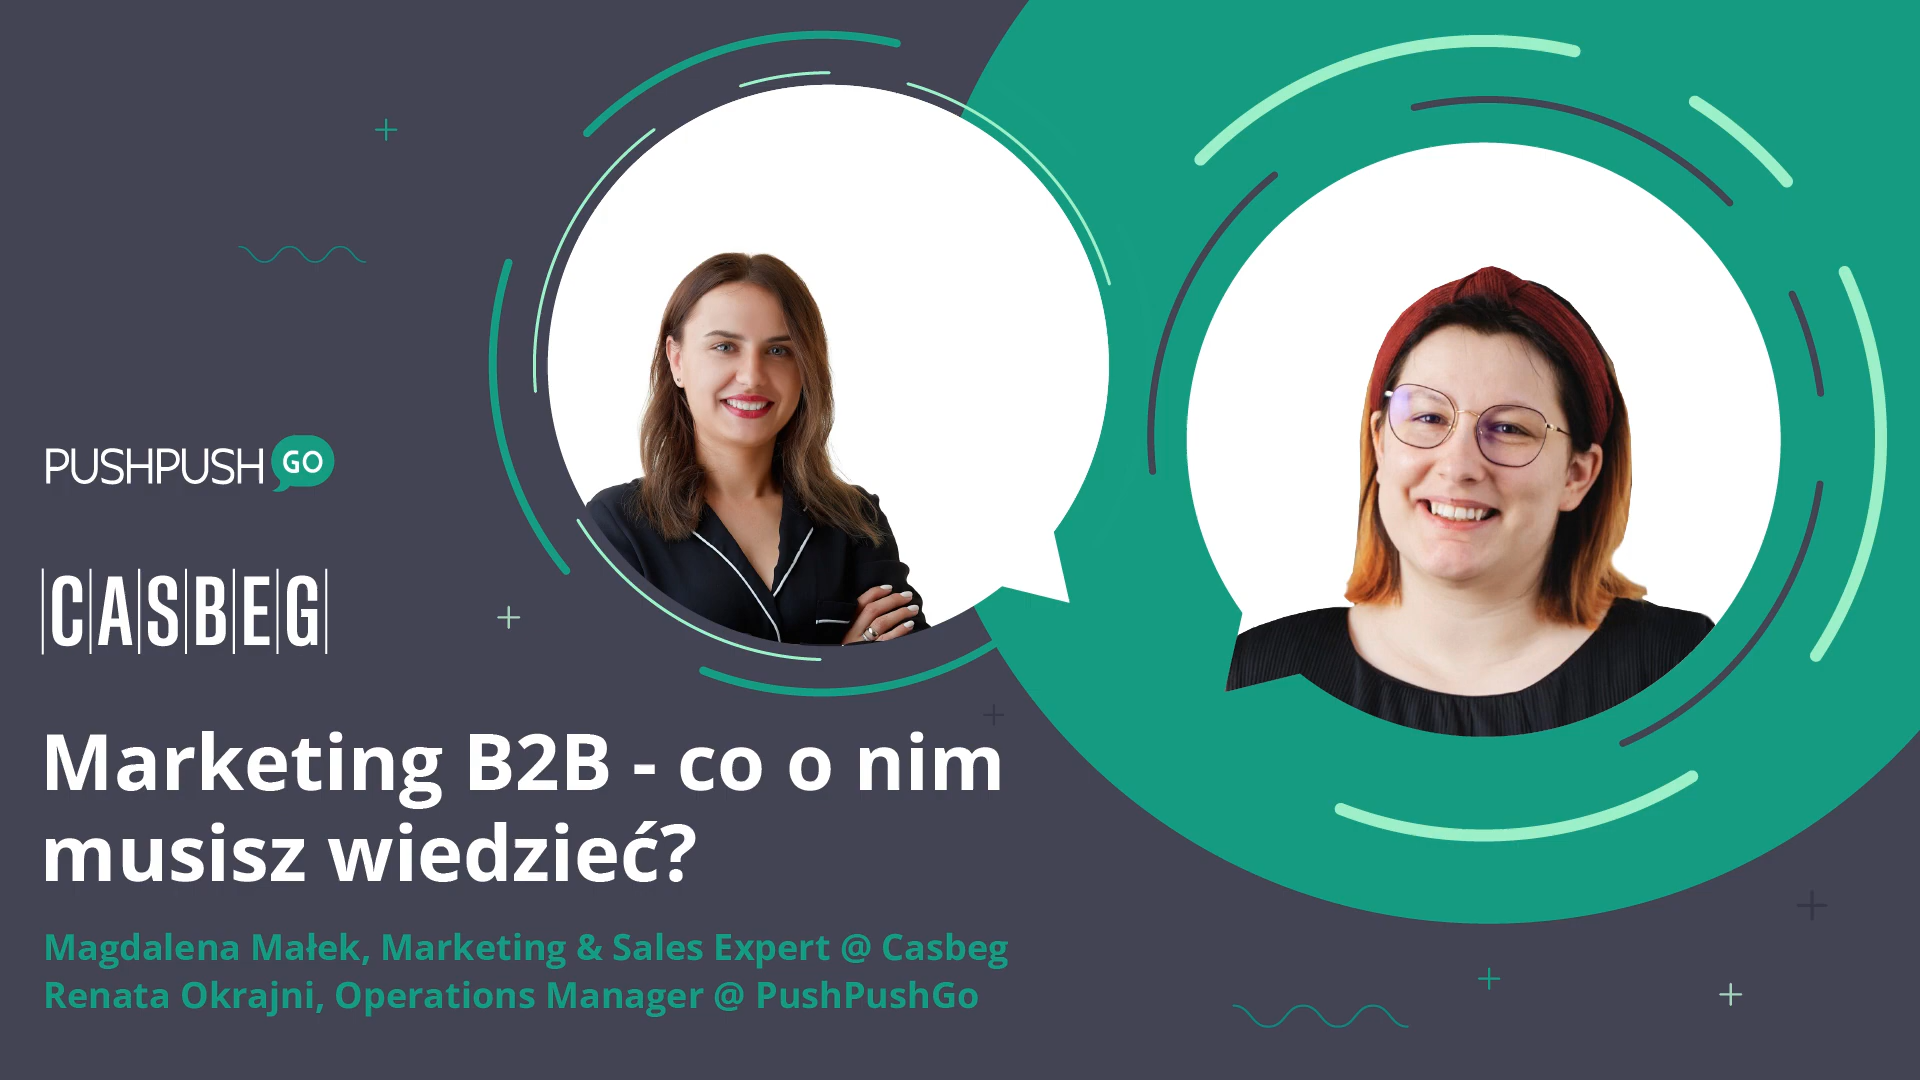 PUSHPUSH GO
CASBEG
Marketing B2B - co o nim
musisz wiedzieć?
Magdalena Małek, Marketing & Sales Expert @ Casbeg
Renata Okrajni, Operations Manager @ PushPushGo